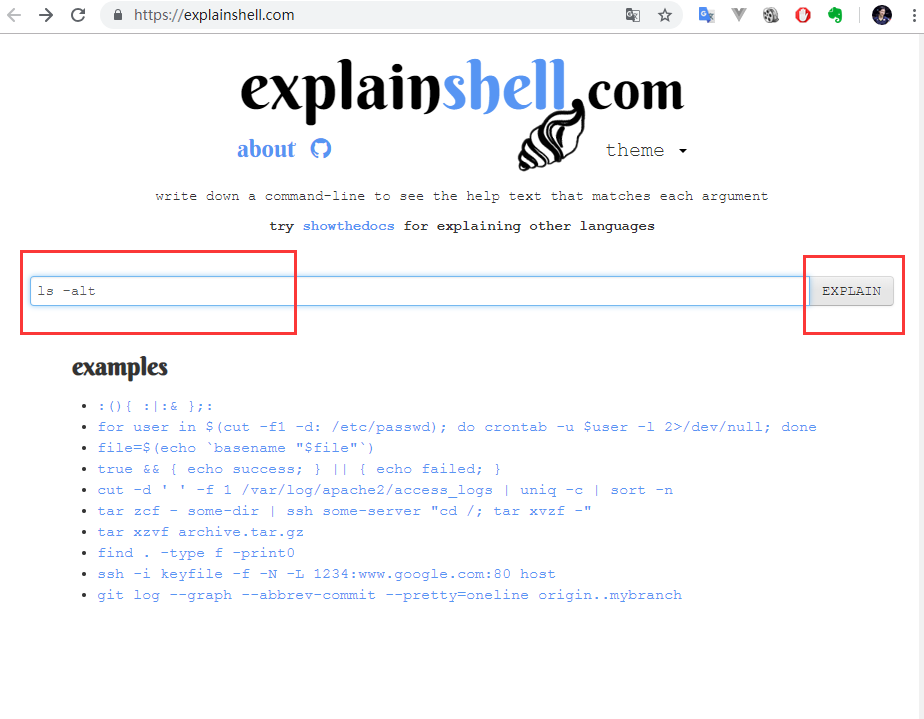 https://explainshell.com
explainshell.com
about
theme
write down a command-line to see the help text that matches each argument
try showthedocs for explaining other languages
ls -alt
EXPLAIN
examples
:(){ :|:& };:
for user in $(cut -f1 -d: /etc/passwd); do crontab -u $user -l 2>/dev/null; done
file=$(echo `basename "$file"`)
true && { echo success; } || { echo failed; }
cut -d ' ' -f 1 /var/log/apache2/access_logs | uniq -c | sort -n
tar zcf - some-dir | ssh some-server "cd /; tar xvzf -"
tar xzvf archive.tar.gz
find . -type f -print0
ssh -i keyfile -f -N -L 1234:www.google.com:80 host
git log --graph --abbrev-commit --pretty=oneline origin..mybranch